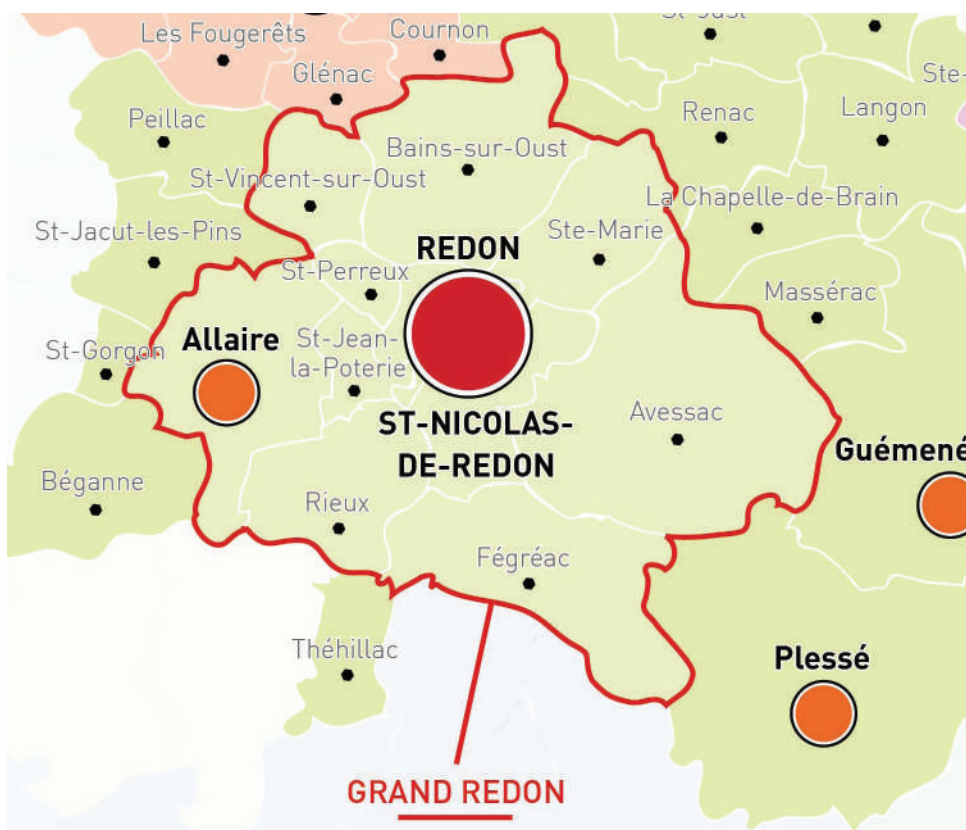 St-Just
Les Fougerêts
Cournon
Glénac
Ste-
Peillac
Renac
Langon
Bains-sur-Oust
St-Vincent-sur-Oust
La Chapelle-de-Brain
St-Jacut-les-Pins
REDON
Ste-Marie
St-Perreux
Massérac
St-Gorgon
Allaire
St-Jean-
la-Poterie
ST-NICOLAS-
DE-REDON
Avessac
Guémené
Béganne
Rieux
Fégréac
Théhillac
Plessé
GRAND REDON